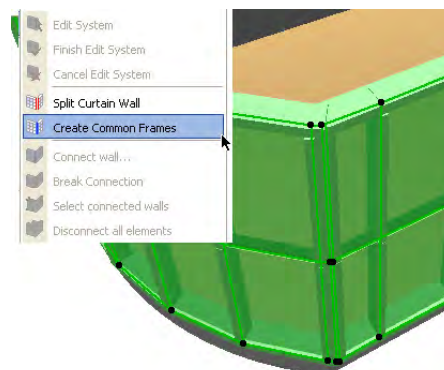 Edit System
Finish Edit System
Cancel Edit System
Split Curtain Wall
Create Common Frames
Connect wall...
Break Connection
Select connected walls
Disconnect all elements